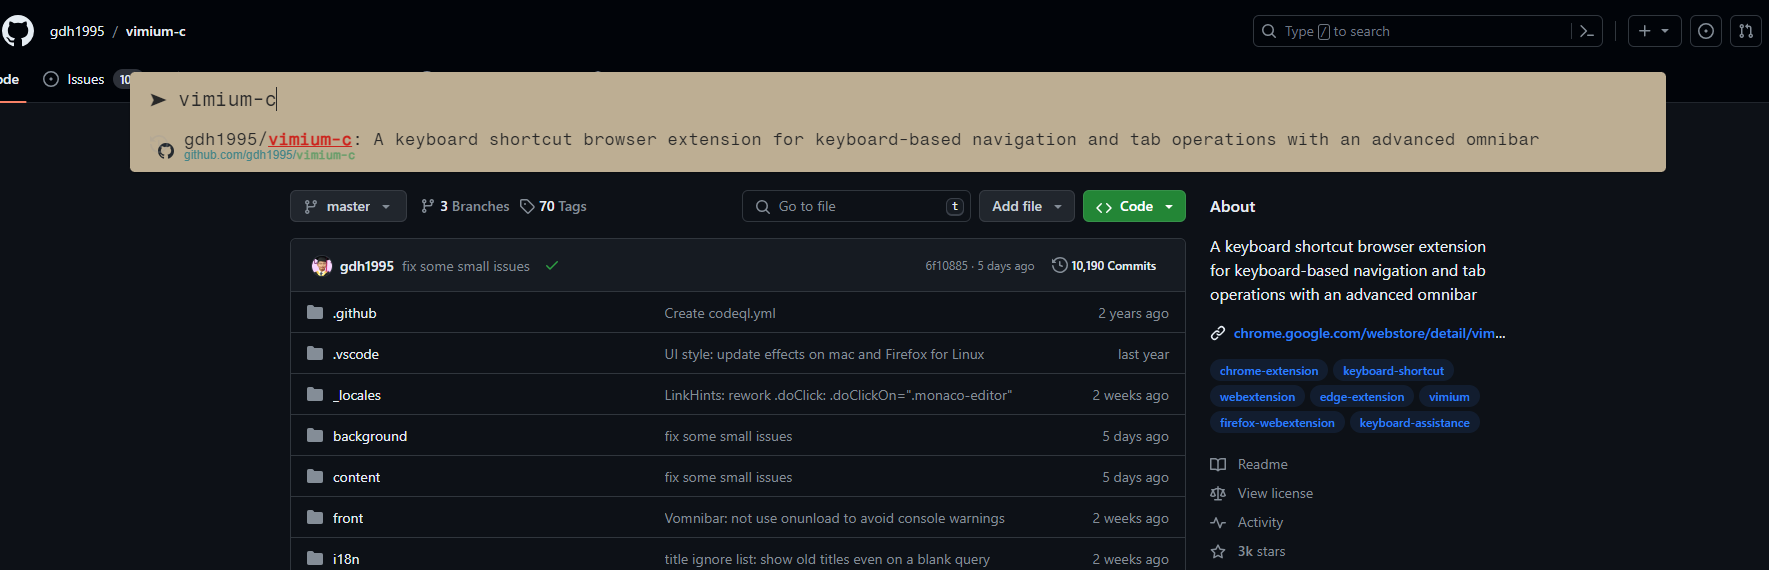 gdh1995 / vimium-c
Type / to search
ode Issues 10
vimium-c
gdh1995/vimium-c: A keyboard shortcut browser extension for keyboard-based navigation and tab operations with an advanced omnibar
github.com/gdh1995/vimium-c
master 3 Branches 70 Tags Go to file t Add file Code
gdh1995 fix some small issues 6f10885 · 5 days ago 10,190 Commits
.github Create codeql.yml 2 years ago
.vscode UI style: update effects on mac and Firefox for Linux last year
_locales LinkHints: rework .doClick: .doClickOn=".monaco-editor" 2 weeks ago
background fix some small issues 5 days ago
content fix some small issues 5 days ago
front Vomnibar: not use onunload to avoid console warnings 2 weeks ago
i18n title ignore list: show old titles even on a blank query 2 weeks ago
About
A keyboard shortcut browser extension
for keyboard-based navigation and tab
operations with an advanced omnibar
chrome.google.com/webstore/detail/vim...
chrome-extension keyboard-shortcut
webextension edge-extension vimium
firefox-webextension keyboard-assistance
Readme
View license
Activity
3k stars